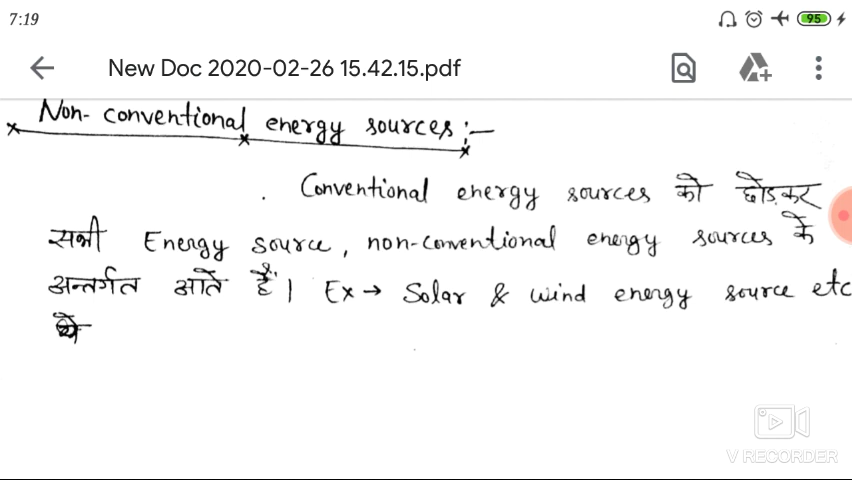 7:19
95
New Doc 2020-02-26 15.42.15.pdf
Non-conventional energy sources:-
Conventional energy sources को छोड़कर
सभी Energy source, non-conventional energy sources के
अन्तर्गत आते हैं। Ex → Solar & wind energy source etc
V RECORDER